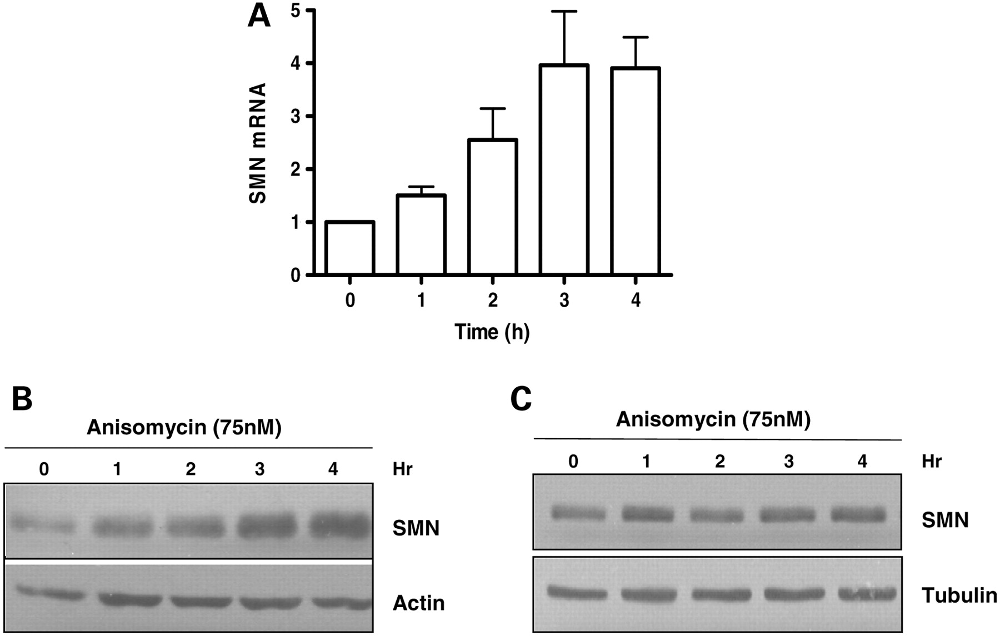 A
SMN mRNA
5
4
3
2
1
0
0 1 2 3 4
Time (h)
B
Anisomycin (75nM)
0 1 2 3 4 Hr
SMN
Actin
C
Anisomycin (75nM)
0 1 2 3 4 Hr
SMN
Tubulin